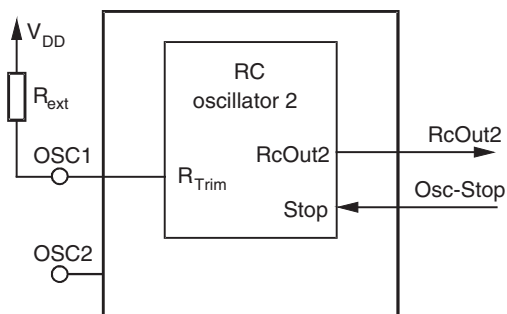 VDD
Rext
OSC1
OSC2
RC
oscillator 2
RcOut2
RTrim
Stop
RcOut2
Osc-Stop